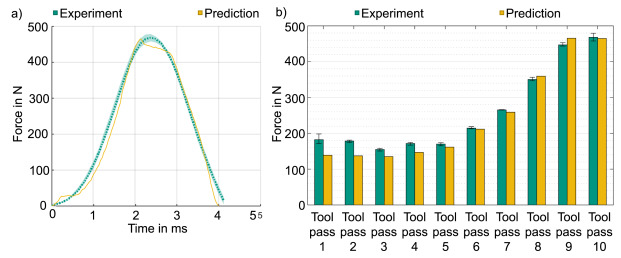 a)
Experiment
Prediction
500
400
300
200
100
0
Force in N
0
1
2
3
4
5 5
Time in ms
b)
Experiment
Prediction
500
400
300
200
100
0
Force in N
Tool pass 1
Tool pass 2
Tool pass 3
Tool pass 4
Tool pass 5
Tool pass 6
Tool pass 7
Tool pass 8
Tool pass 9
Tool pass 10